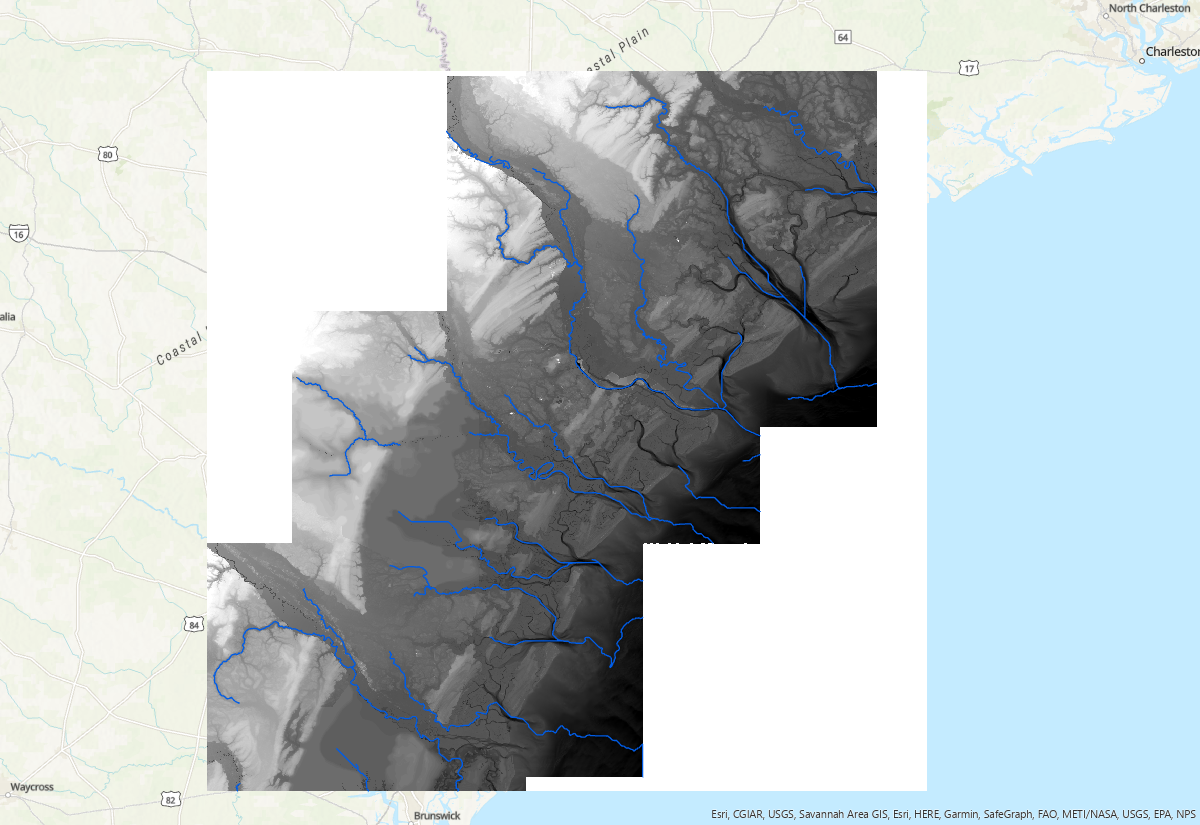 North Charleston
64
astal Plain
17
Charleston
80
16
alia
Coastal
84
Waycross
82
Brunswick
Esri, CGIAR, USGS, Savannah Area GIS, Esri, HERE, Garmin, SafeGraph, FAO, METI/NASA, USGS, EPA, NPS